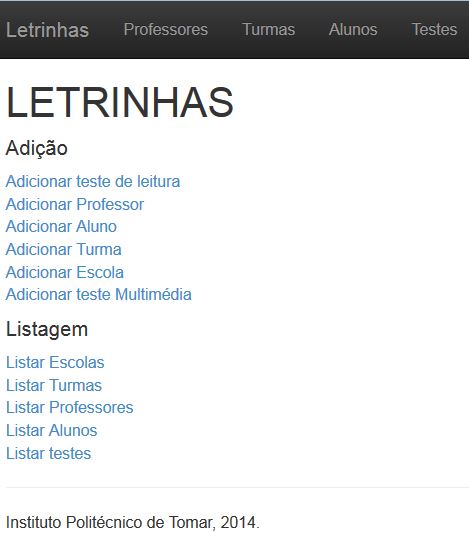 Letrinhas Professores Turmas Alunos Testes
LETRINHAS
Adição
Adicionar teste de leitura
Adicionar Professor
Adicionar Aluno
Adicionar Turma
Adicionar Escola
Adicionar teste Multimédia
Listagem
Listar Escolas
Listar Turmas
Listar Professores
Listar Alunos
Listar testes
Instituto Politécnico de Tomar, 2014.